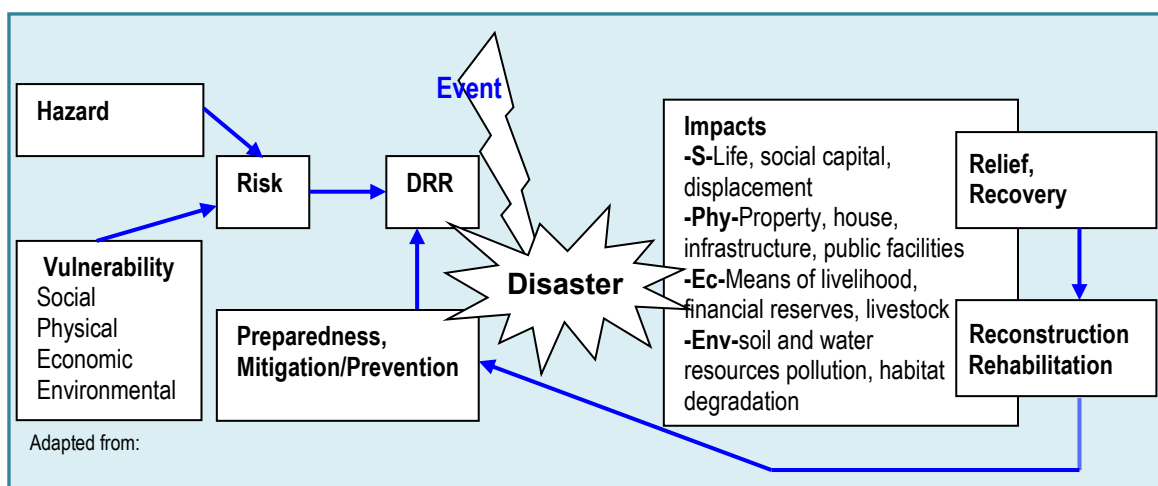 Hazard
Risk
Vulnerability
Social
Physical
Economic
Environmental
Adapted from:
DRR
Preparedness,
Mitigation/Prevention
Event
Disaster
Impacts
-S-Life, social capital,
displacement
-Phy-Property, house,
infrastructure, public facilities
-Ec-Means of livelihood,
financial reserves, livestock
-Env-soil and water
resources pollution, habitat
degradation
Relief,
Recovery
Reconstruction
Rehabilitation